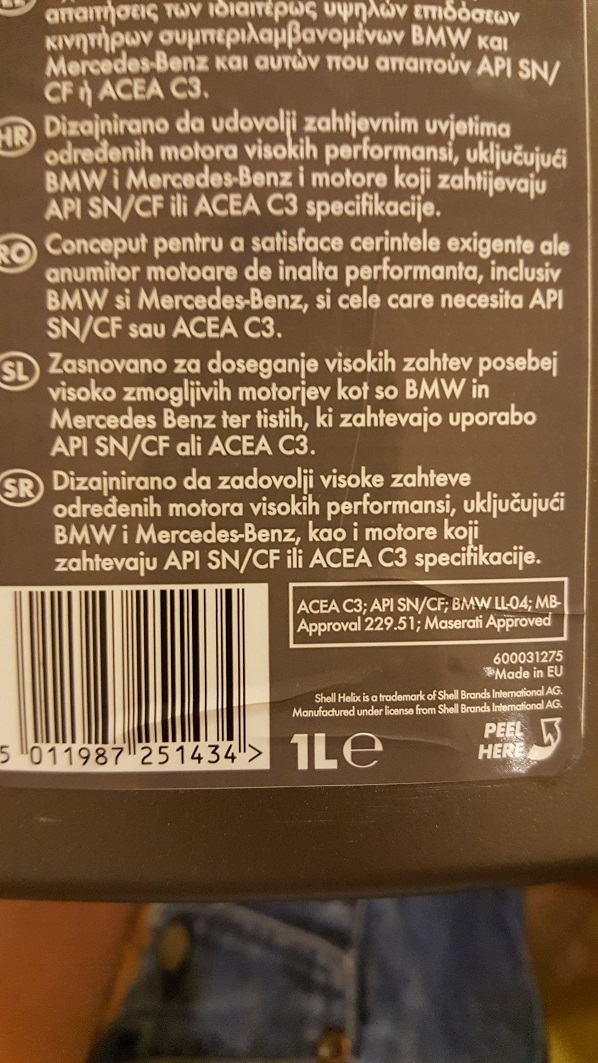 απαιτήσεις των ιδιαιτέρως υψηλών επιδόσεων
κινητήρων συμπεριλαμβανομένων BMW και
Mercedes-Benz και αυτών που απαιτούν API SN/
CF ή ACEA C3.
HR Dizajnirano da udovolji zahtjevnim uvjetima
određenih motora visokih performansi, uključujući
BMW i Mercedes-Benz i motore koji zahtijevaju
API SN/CF ili ACEA C3 specifikacije.
RO Conceput pentru a satisface cerintele exigente ale
anumitor motoare de inalta performanta, inclusiv
BMW si Mercedes-Benz, si cele care necesita API
SN/CF sau ACEA C3.
SL Zasnovano za doseganje visokih zahtev posebej
visoko zmogljivih motorjev kot so BMW in
Mercedes Benz ter tistih, ki zahtevajo uporabo
API SN/CF ali ACEA C3.
SR Dizajnirano da zadovolji visoke zahteve
određenih motora visokih performansi, uključujući
BMW i Mercedes-Benz, kao i motore koji
zahtevaju API SN/CF ili ACEA C3 specifikacije.
ACEA C3; API SN/CF; BMW LL-04; MB-
Approval 229.51; Maserati Approved
600031275
Made in EU
Shell Helix is a trademark of Shell Brands International AG.
Manufactured under license from Shell Brands International AG.
5 011987 251434 >
1L e
PEEL
HERE